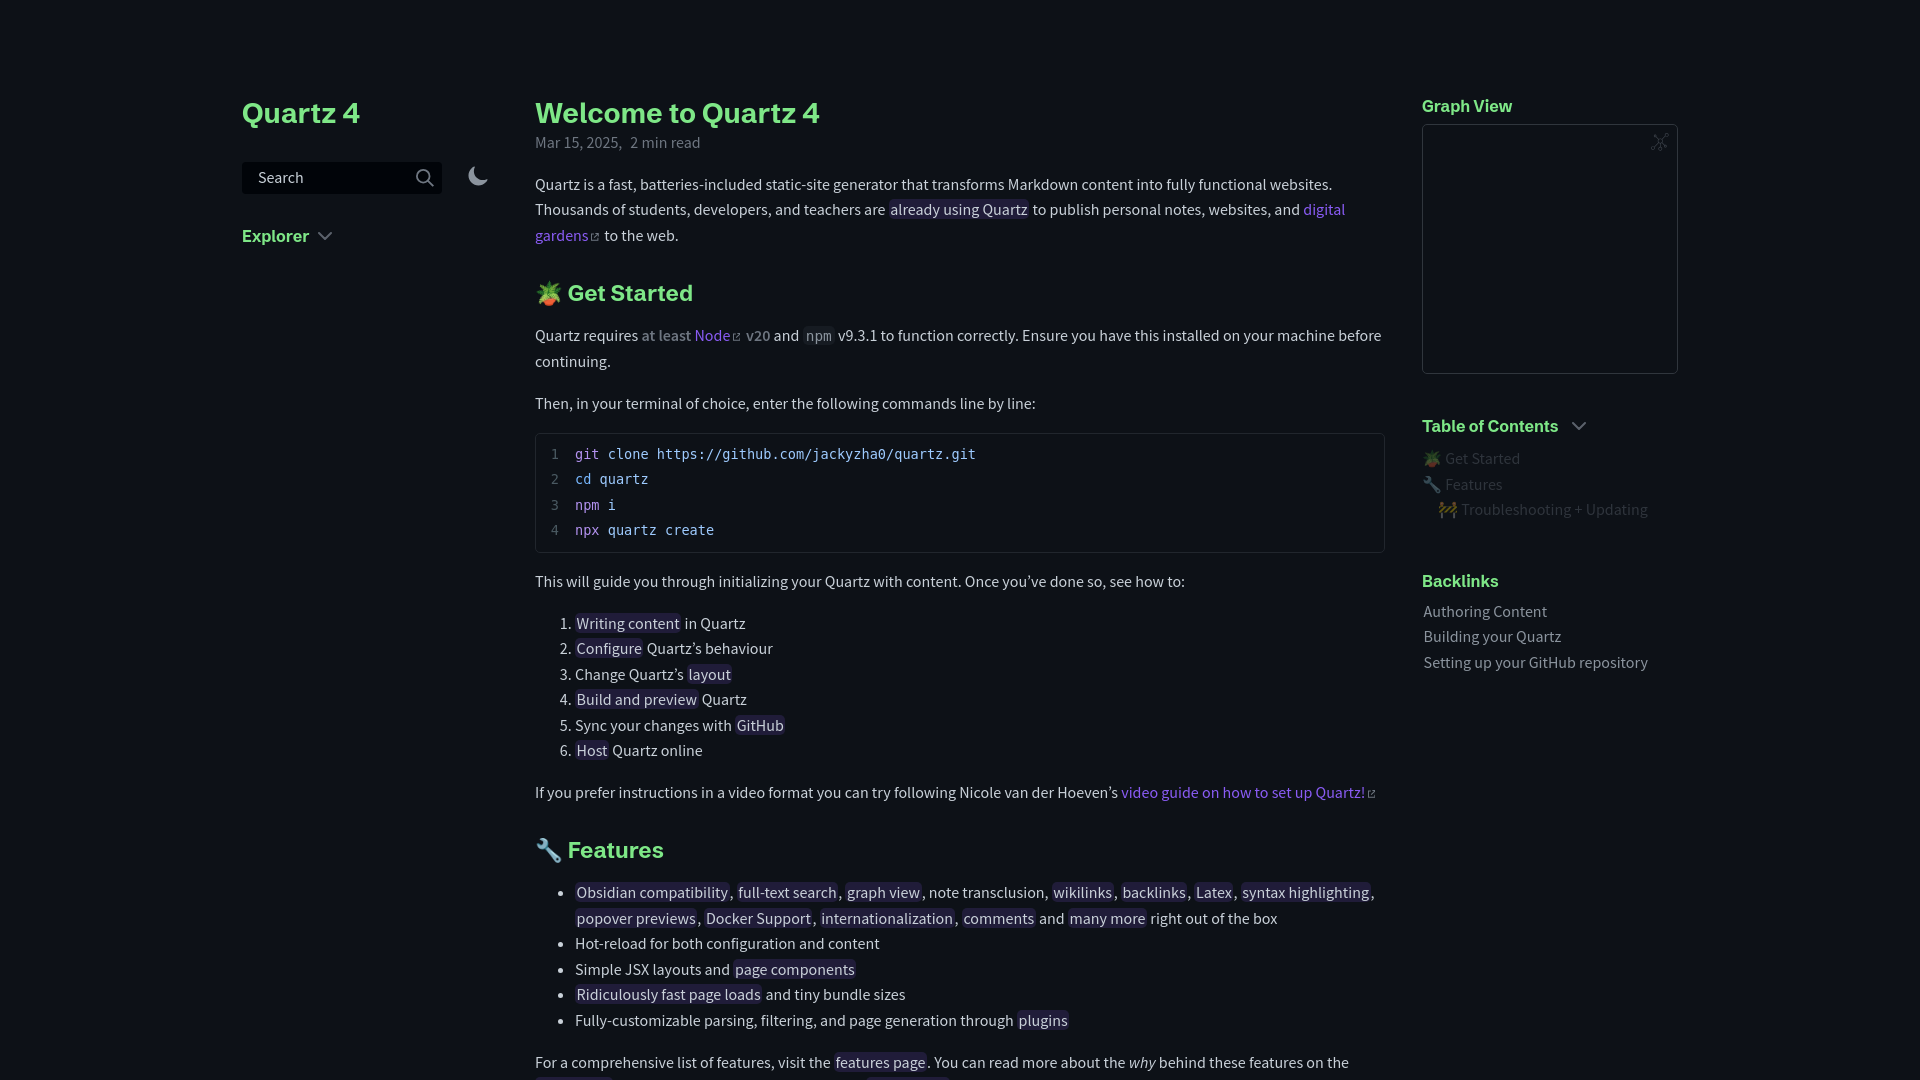 Quartz 4
Search
Explorer
Welcome to Quartz 4
Mar 15, 2025, 2 min read
Quartz is a fast, batteries-included static-site generator that transforms Markdown content into fully functional websites.
Thousands of students, developers, and teachers are already using Quartz to publish personal notes, websites, and digital
gardens to the web.
🪴 Get Started
Quartz requires at least Node v20 and npm v9.3.1 to function correctly. Ensure you have this installed on your machine before
continuing.
Then, in your terminal of choice, enter the following commands line by line:
1 git clone https://github.com/jackyzha0/quartz.git
2 cd quartz
3 npm i
4 npx quartz create
This will guide you through initializing your Quartz with content. Once you’ve done so, see how to:
1. Writing content in Quartz
2. Configure Quartz’s behaviour
3. Change Quartz’s layout
4. Build and preview Quartz
5. Sync your changes with GitHub
6. Host Quartz online
If you prefer instructions in a video format you can try following Nicole van der Hoeven’s video guide on how to set up Quartz!
🔧 Features
• Obsidian compatibility, full-text search, graph view, note transclusion, wikilinks, backlinks, Latex, syntax highlighting,
popover previews, Docker Support, internationalization, comments and many more right out of the box
• Hot-reload for both configuration and content
• Simple JSX layouts and page components
• Ridiculously fast page loads and tiny bundle sizes
• Fully-customizable parsing, filtering, and page generation through plugins
For a comprehensive list of features, visit the features page. You can read more about the why behind these features on the
Graph View
Table of Contents
🪴 Get Started
🔧 Features
🚧 Troubleshooting + Updating
Backlinks
Authoring Content
Building your Quartz
Setting up your GitHub repository